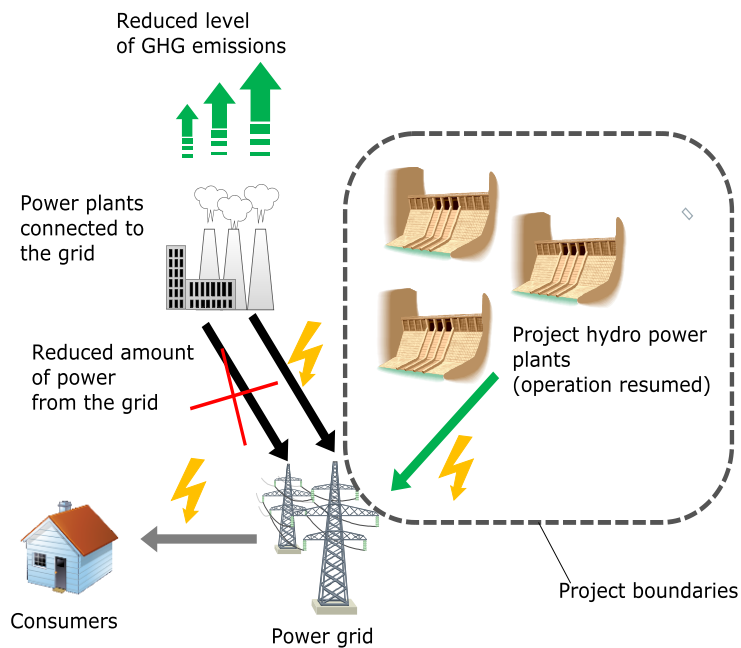 Reduced level
of GHG emissions
Power plants
connected to
the grid
Reduced amount
of power
from the grid
Project hydro power
plants
(operation resumed)
Consumers
Power grid
Project boundaries